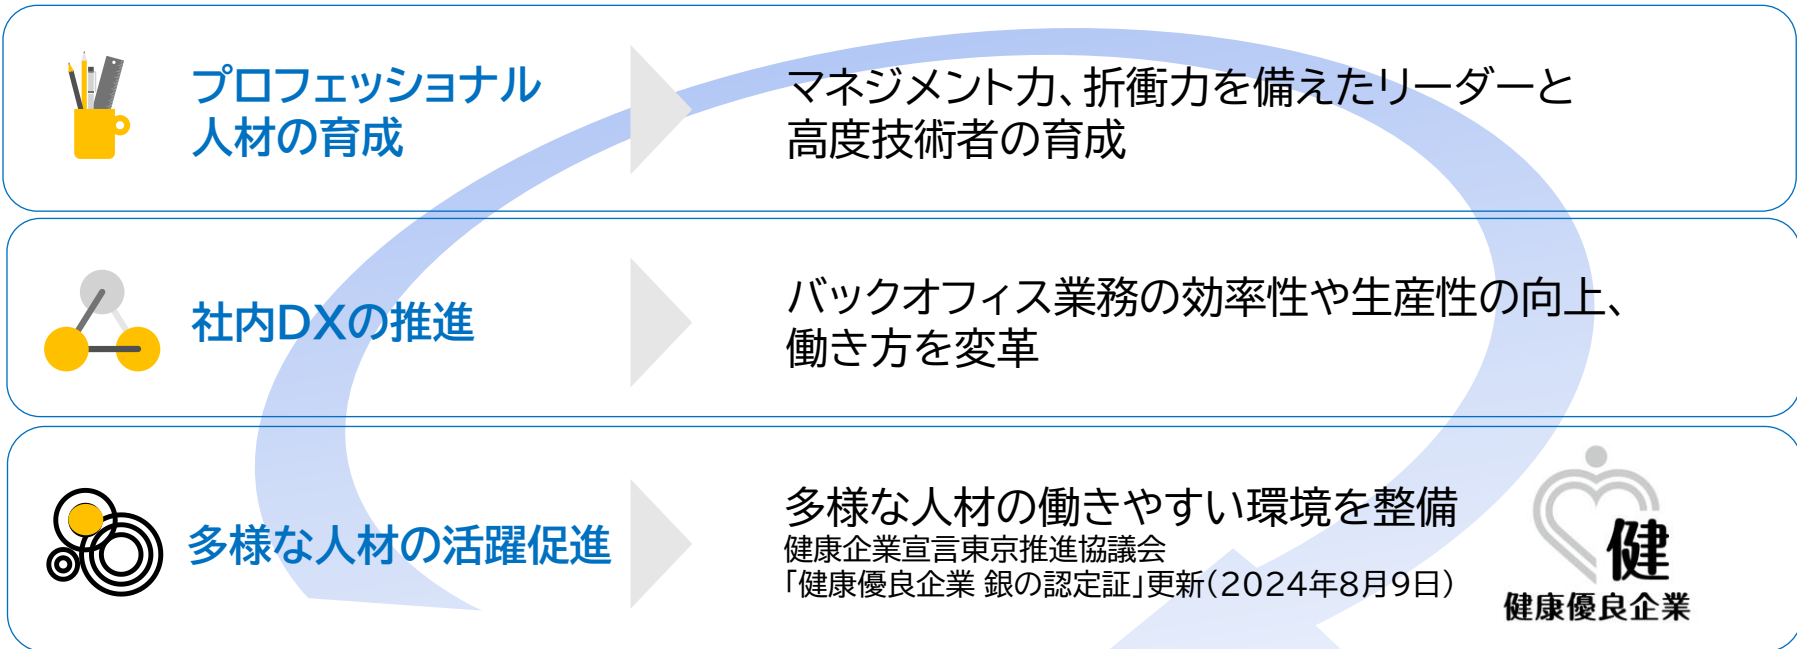 プロフェッショナル
人材の育成
マネジメント力、折衝力を備えたリーダーと
高度技術者の育成
社内DXの推進
バックオフィス業務の効率性や生産性の向上、
働き方を変革
多様な人材の活躍促進
多様な人材の働きやすい環境を整備
健康企業宣言東京推進協議会
「健康優良企業 銀の認定証」更新(2024年8月9日)
健
健康優良企業